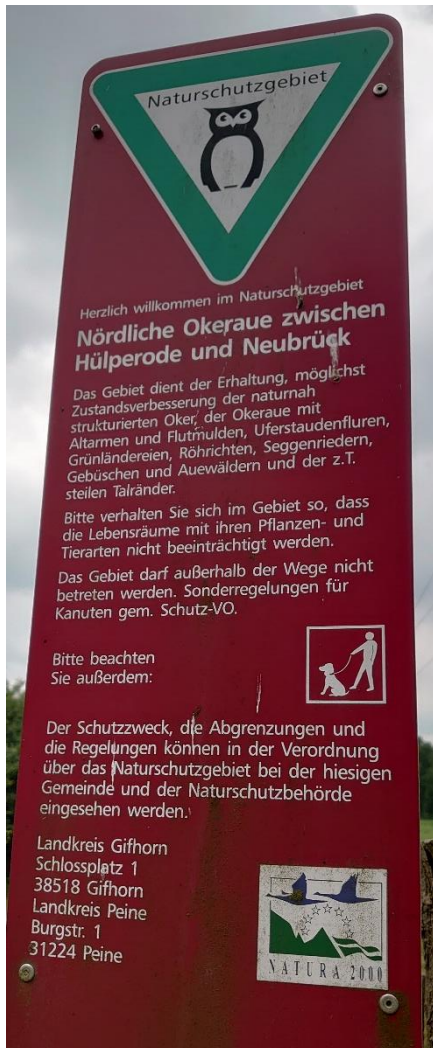 Naturschutzgebiet
Herzlich willkommen im Naturschutzgebiet
Nördliche Okeraue zwischen
Hülperode und Neubrück
Das Gebiet dient der Erhaltung, möglichst
Zustandsverbesserung der naturnah
strukturierten Oker, der Okeraue mit
Altarmen und Flutmulden, Uferstaudenfluren,
Grünländereien, Röhrichten, Seggenriedern,
Gebüschen und Auewäldern und der z.T.
steilen Talränder.
Bitte verhalten Sie sich im Gebiet so, dass
die Lebensräume mit ihren Pflanzen- und
Tierarten nicht beeinträchtigt werden.
Das Gebiet darf außerhalb der Wege nicht
betreten werden. Sonderregelungen für
Kanuten gem. Schutz-VO.
Bitte beachten
Sie außerdem:
Der Schutzzweck, die Abgrenzungen und
die Regelungen können in der Verordnung
über das Naturschutzgebiet bei der hiesigen
Gemeinde und der Naturschutzbehörde
eingesehen werden.
Landkreis Gifhorn
Schlossplatz 1
38518 Gifhorn
Landkreis Peine
Burgstr. 1
31224 Peine
NATURA 2000